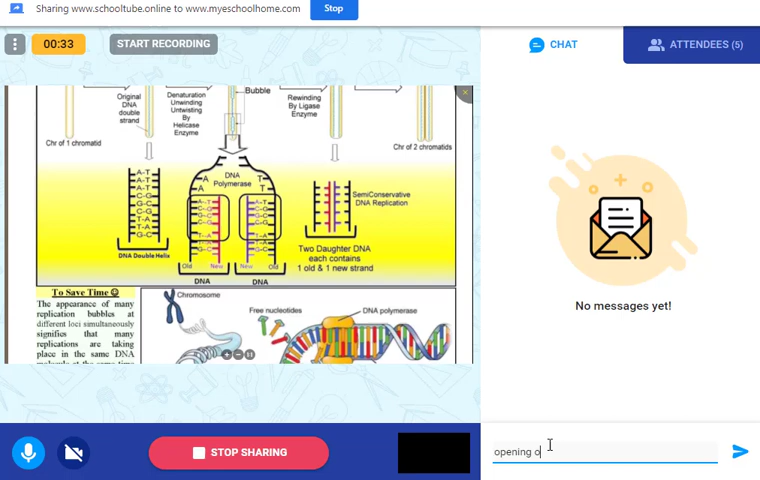 Sharing www.schooltube.online to www.myeschoolhome.com
Stop
00:33
START RECORDING
CHAT
ATTENDEES (5)
Original
DNA
double
strand
Denaturation
Unwinding
Untwisting
By
Helicase
Enzyme
Bubble
Rewinding
By Ligase
Enzyme
Chr of 1 chromatid
Chr of 2 chromatids
DNA
Polymerase
A
A
T
T
A-T
A-T
A-T
C-G
C-G
C-G
T-A
T-A
G-C
A-T
C-G
G-C
G-C
T-A
G-C
A-T
C-G
C-G
G-C
T-A
G-C
SemiConservative
DNA Replication
DNA Double Helix
Old
New
New
Old
DNA
DNA
Two Daughter DNA
each contains
1 old & 1 new strand
To Save Time ☺
The appearance of many
replication bubbles at
different loci simultaneously
signifies that many
replications are taking
place in the same DNA
molecule at the same time
Chromosome
Free nucleotides
DNA polymerase
No messages yet!
STOP SHARING
opening o